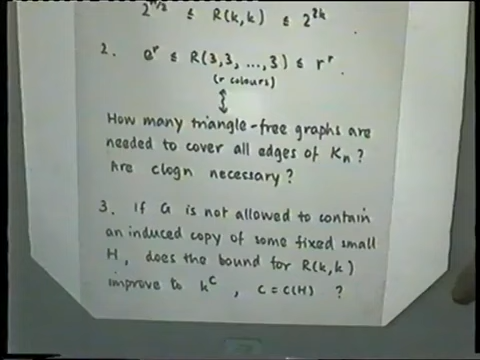 2^{n/2} ≤ R(k,k) ≤ 2^{2k} .
2. e^r ≤ R(3,3,...,3) ≤ r^r .
(r colours)
↕
How many triangle-free graphs are
needed to cover all edges of K_n ?
Are clogn necessary ?
3. If G is not allowed to contain
an induced copy of some fixed small
H, does the bound for R(k,k)
improve to k^c , c = c(H) ?